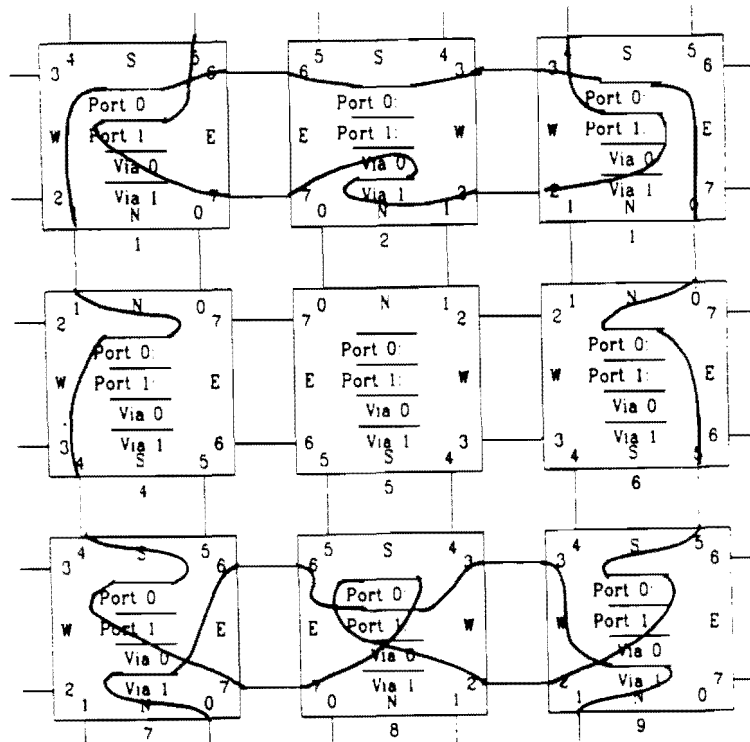 4 S 5
3 6
Port 0
W Port 1 E
Via 0
2 Via 1 7
N 0
1
5 S 4
6 3
Port 0:
E Port 1: W
Via 0
7 Via 1
0 N 1
2
4 S 5
3 6
Port 0:
W Port 1: E
Via 0
2 Via 1 7
1 N 0
1
1 N 0
2 7
Port 0:
W Port 1: E
Via 0
3 Via 1 6
4 S 5
4
0 N 1
7 2
Port 0:
E Port 1: W
Via 0
6 Via 1 3
5 S 4
5
1 N 0
2 7
Port 0:
W Port 1: E
Via 0
3 Via 1 6
4 S 5
6
4 S 5
3 6
Port 0
W Port 1 E
Via 0
2 Via 1 7
1 N 0
7
5 S 4
6 3
Port 0:
E Port 1 W
Via 0
7 Via 1 2
0 N 1
8
4 S 5
3 6
Port 0:
W Port 1 E
Via 0
2 Via 1 7
1 N 0
9